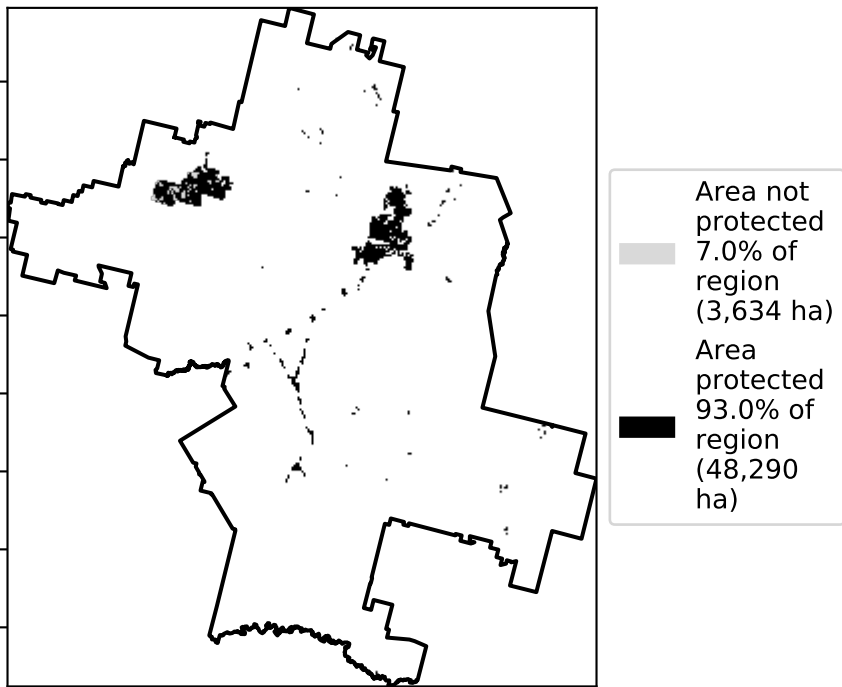 Area not
protected
7.0% of
region
(3,634 ha)
Area
protected
93.0% of
region
(48,290
ha)